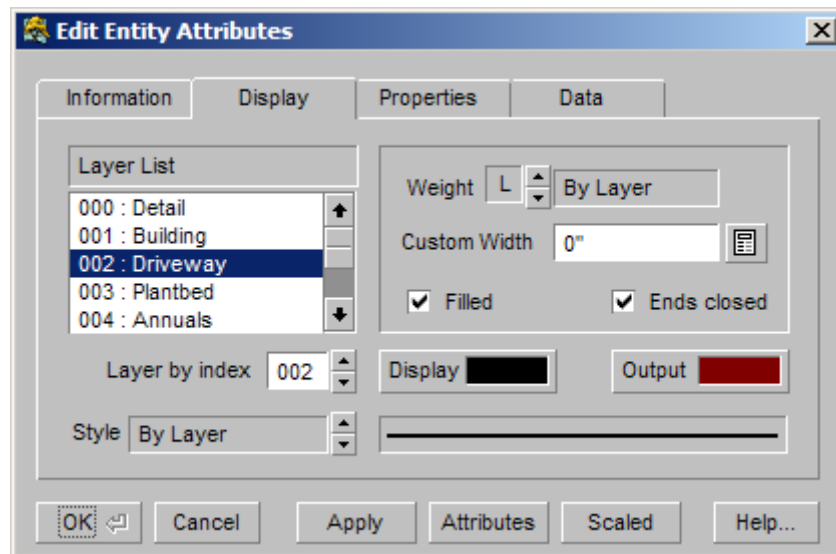 Edit Entity Attributes
Information Display Properties Data
Layer List
000 : Detail
001 : Building
002 : Driveway
003 : Plantbed
004 : Annuals
Weight L By Layer
Custom Width 0"
Filled Ends closed
Layer by index 002
Display Output
Style By Layer
OK Cancel Apply Attributes Scaled Help...